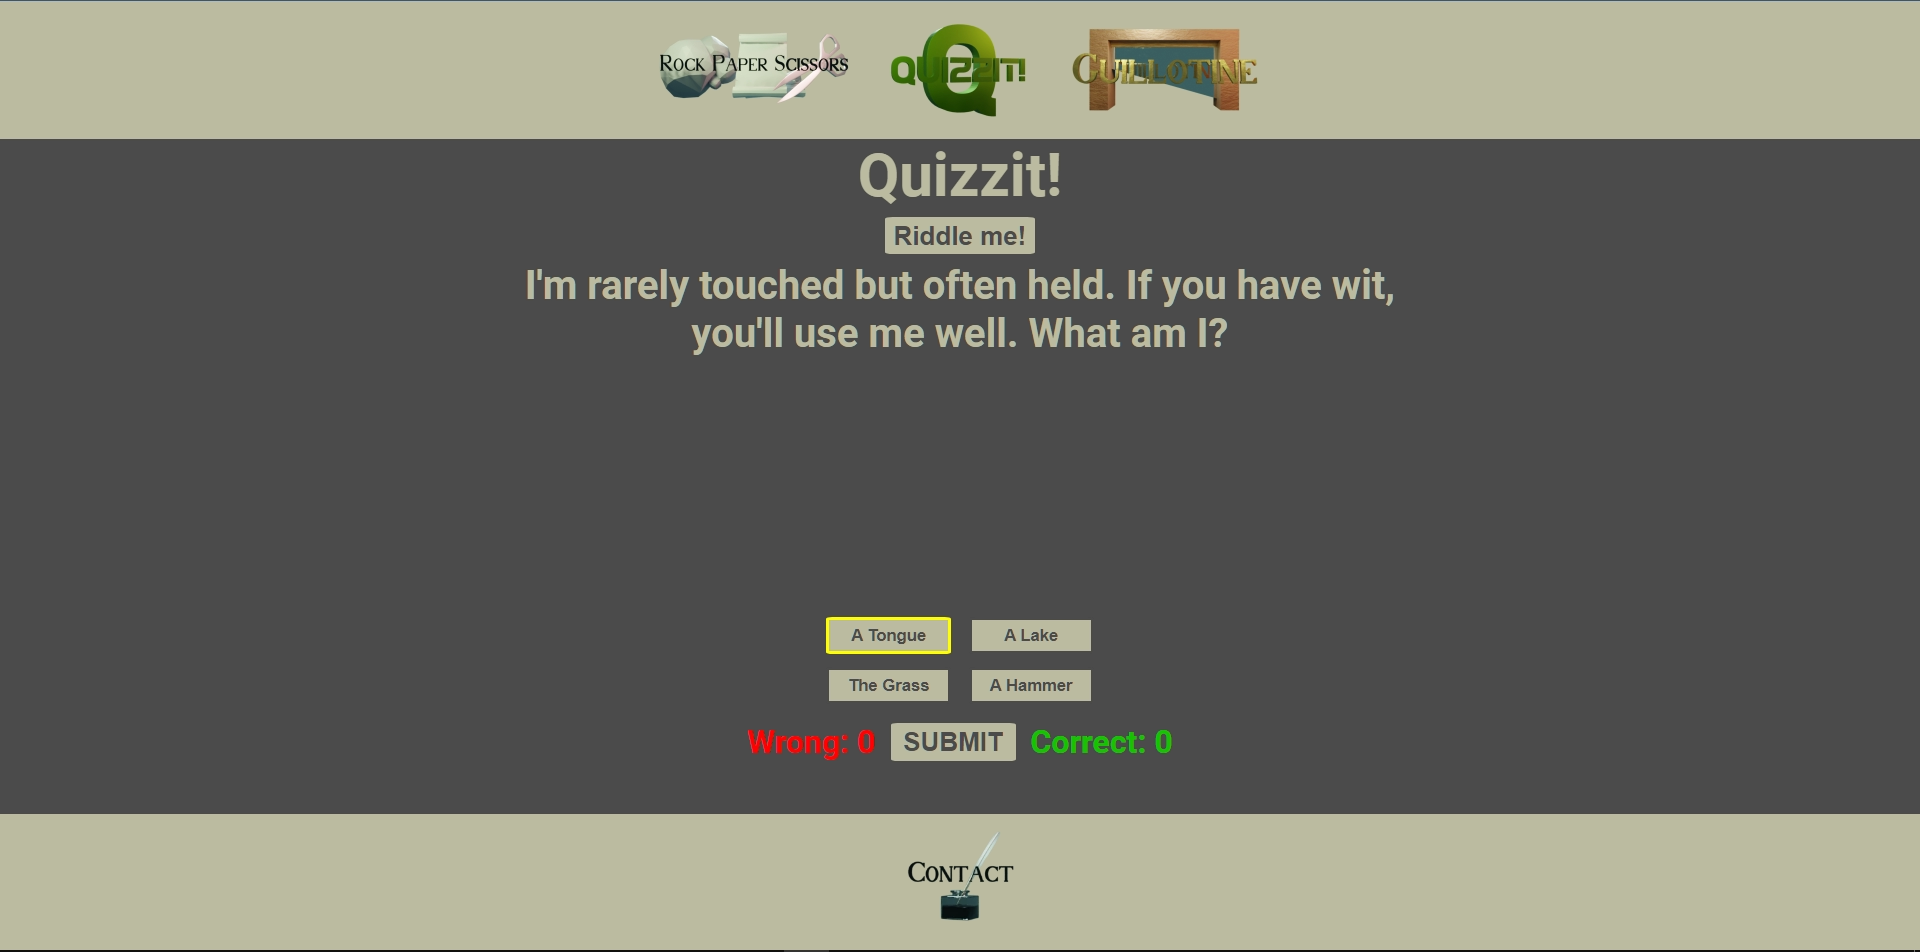 Rock Paper Scissors
QUIZZIT!
Q
GUILLOTINE
Quizzit!
Riddle me!
I'm rarely touched but often held. If you have wit,
you'll use me well. What am I?
A Tongue
A Lake
The Grass
A Hammer
Wrong: 0
SUBMIT
Correct: 0
Contact